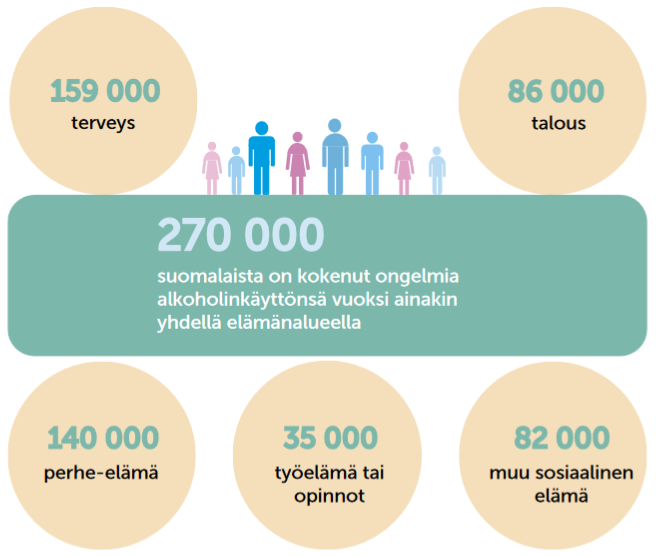 159 000
terveys
86 000
talous
270 000
suomalaista on kokenut ongelmia
alkoholinkäyttönsä vuoksi ainakin
yhdellä elämänalueella
140 000
perhe-elämä
35 000
työelämä tai
opinnot
82 000
muu sosiaalinen
elämä